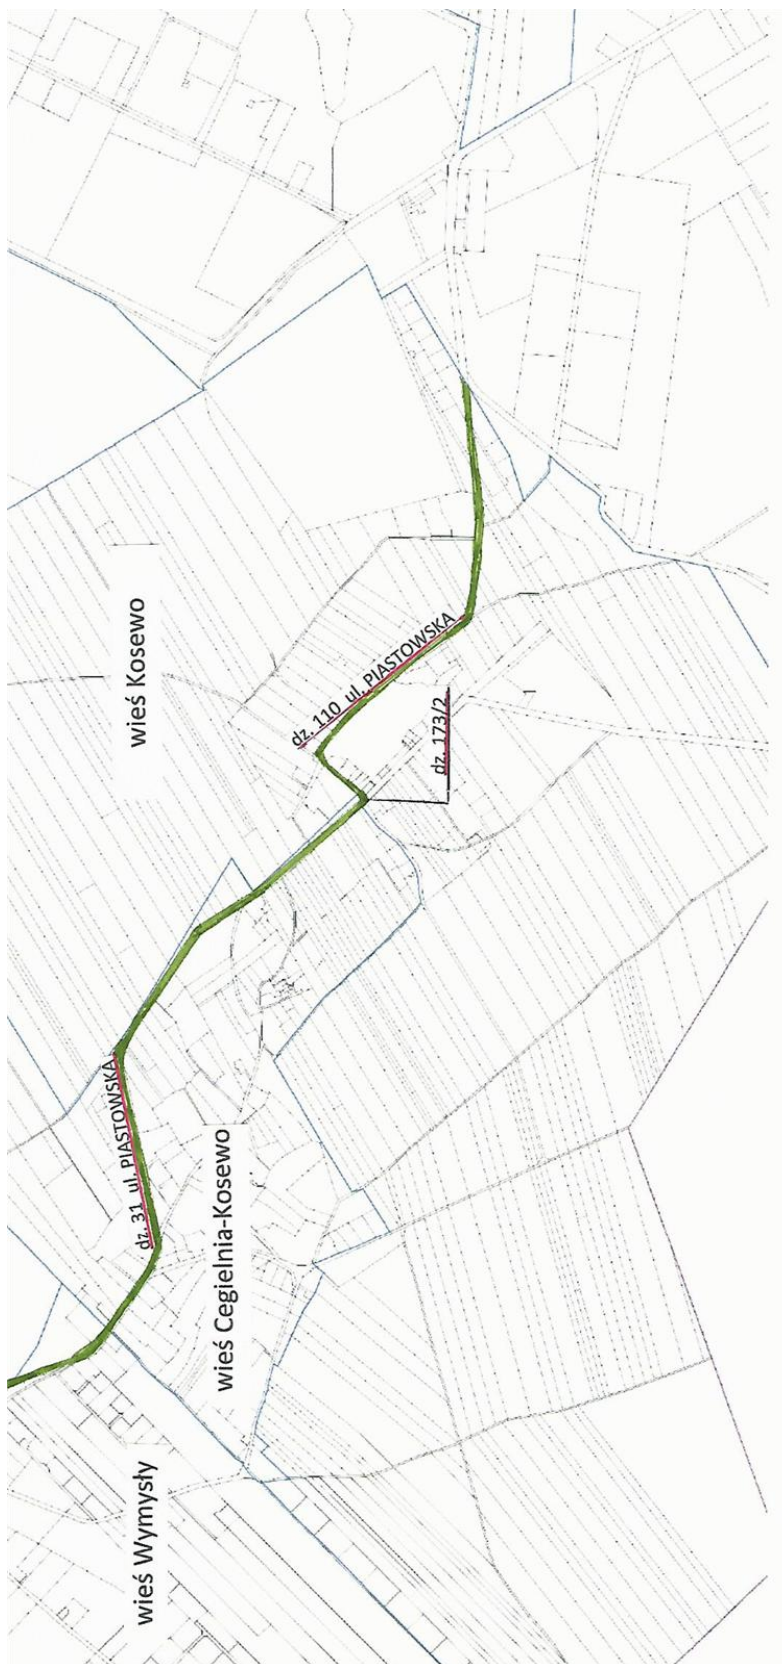 wieś Kosewo
dz. 110 ul. PIASTOWSKA
dz. 173/2
dz. 31 ul. PIASTOWSKA
wieś Cegielnia-Kosewo
wieś Wymysły